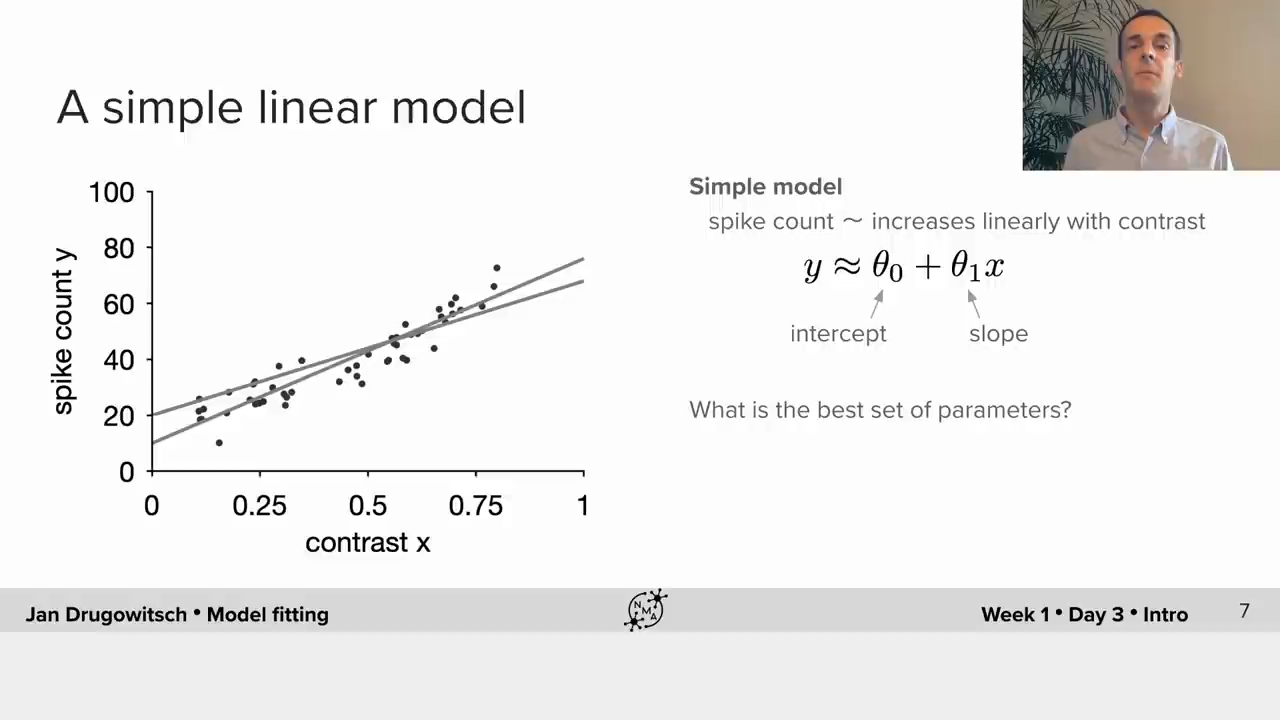 A simple linear model
100
80
60
40
20
0
spike count y
0 0.25 0.5 0.75 1
contrast x
Simple model
spike count ~ increases linearly with contrast
y ≈ θ₀ + θ₁x
intercept slope
What is the best set of parameters?
Jan Drugowitsch • Model fitting
N
M
A
Week 1 • Day 3 • Intro 7